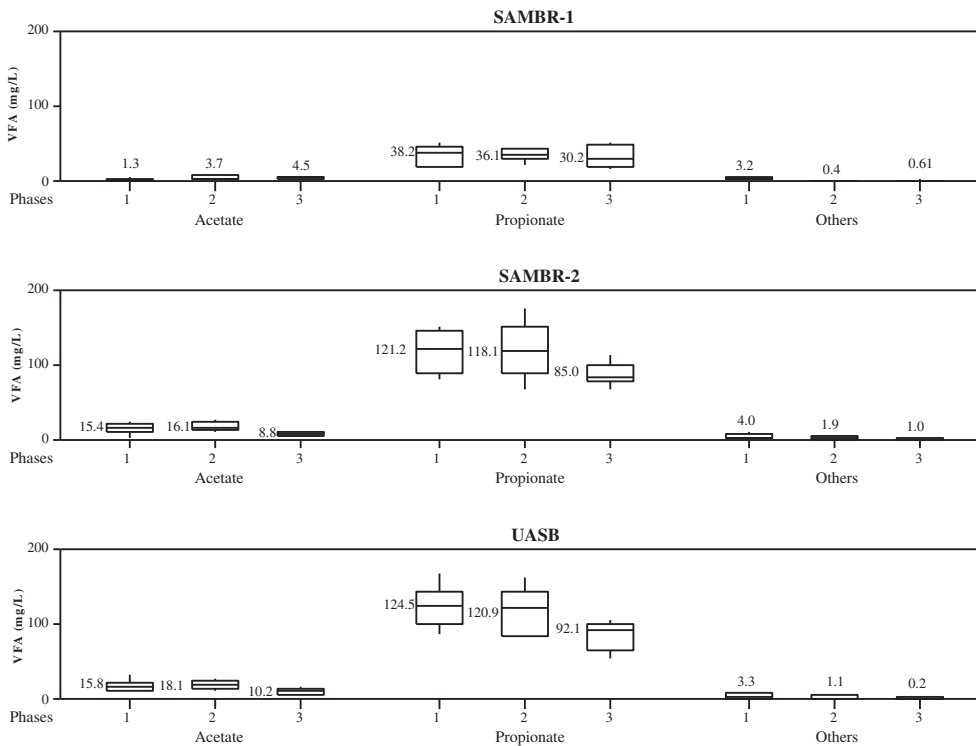 SAMBR-1
200
VFA (mg/L)
100
38.2 36.1 30.2
1.3 3.7 4.5 3.2 0.4 0.61
0
Phases 1 2 3 1 2 3 1 2 3
Acetate Propionate Others
SAMBR-2
200
VFA (mg/L)
121.2 118.1
100
85.0
15.4 16.1 8.8 4.0 1.9 1.0
0
Phases 1 2 3 1 2 3 1 2 3
Acetate Propionate Others
UASB
200
VFA (mg/L)
124.5 120.9
100
92.1
15.8 18.1 10.2 3.3 1.1 0.2
0
Phases 1 2 3 1 2 3 1 2 3
Acetate Propionate Others